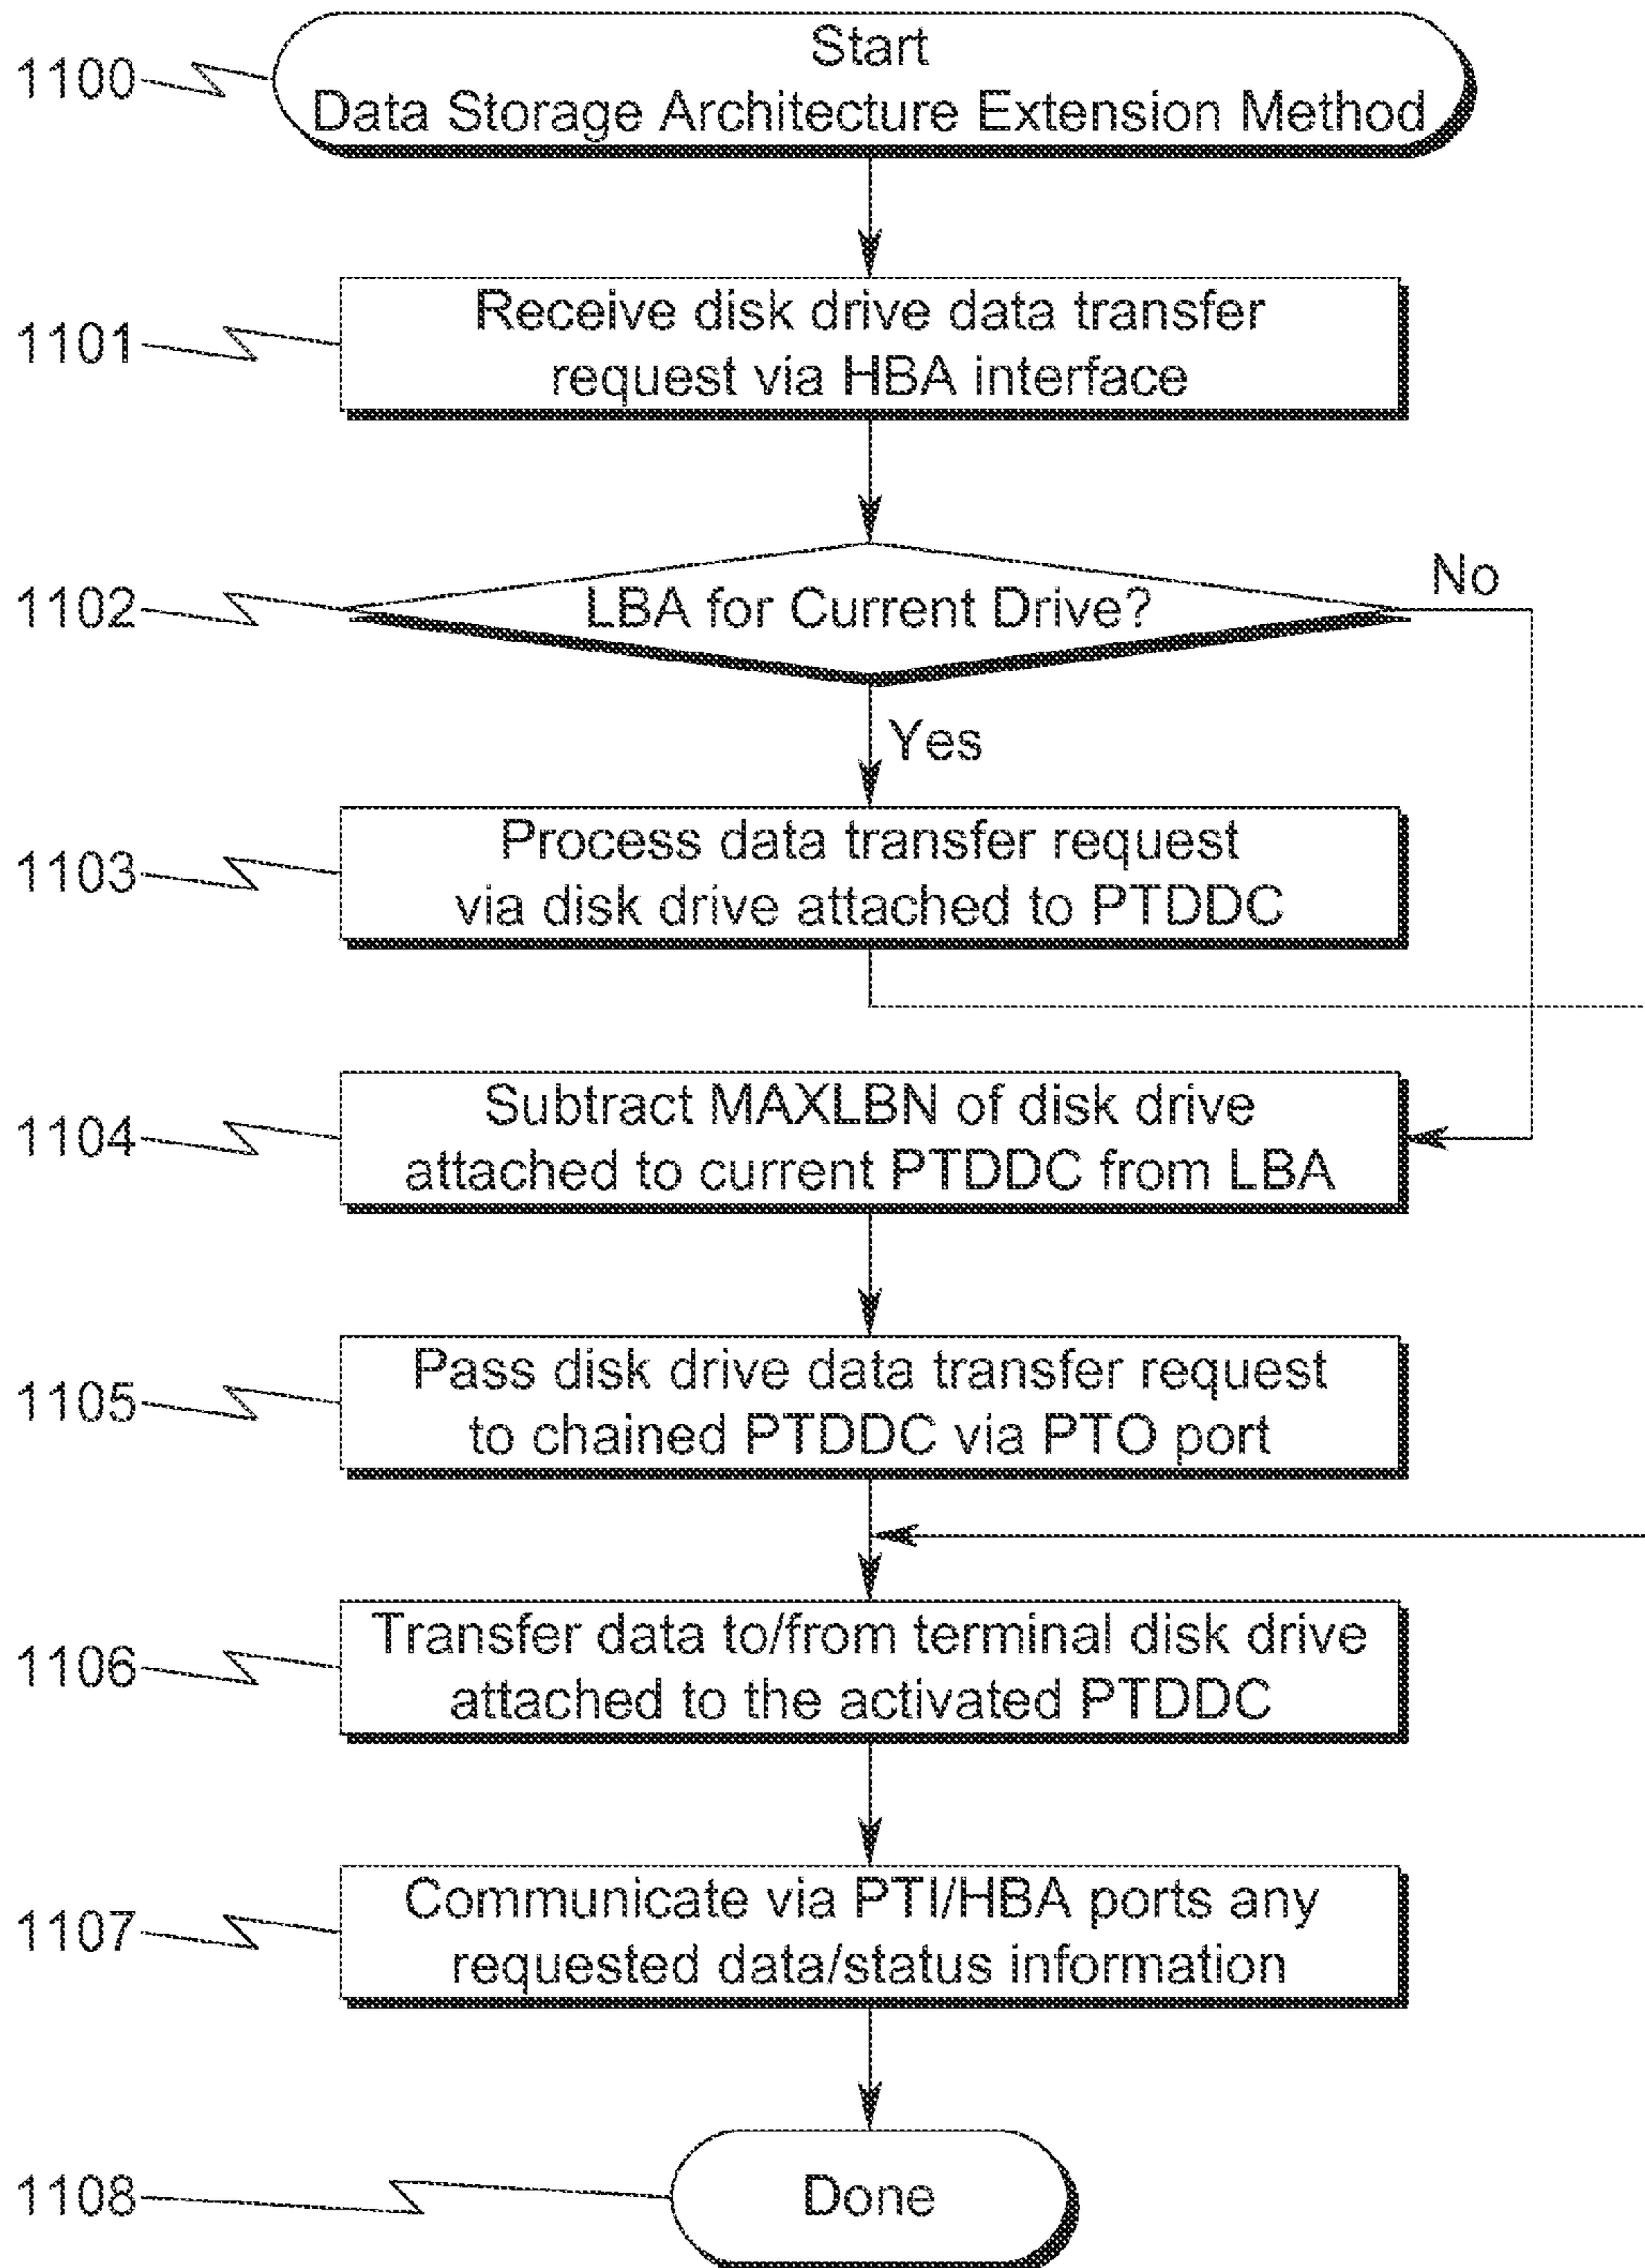 1100
Start
Data Storage Architecture Extension Method
1101
Receive disk drive data transfer
request via HBA interface
1102
LBA for Current Drive?
No
Yes
1103
Process data transfer request
via disk drive attached to PTDDC
1104
Subtract MAXLBN of disk drive
attached to current PTDDC from LBA
1105
Pass disk drive data transfer request
to chained PTDDC via PTO port
1106
Transfer data to/from terminal disk drive
attached to the activated PTDDC
1107
Communicate via PTI/HBA ports any
requested data/status information
1108
Done